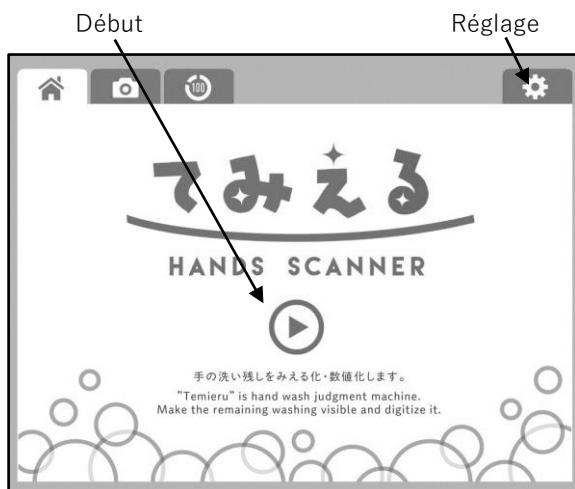 Début Réglage
100
てみえる
HANDS SCANNER
手の洗い残しをみえる化・数値化します。
"Temieru" is hand wash judgment machine.
Make the remaining washing visible and digitize it.